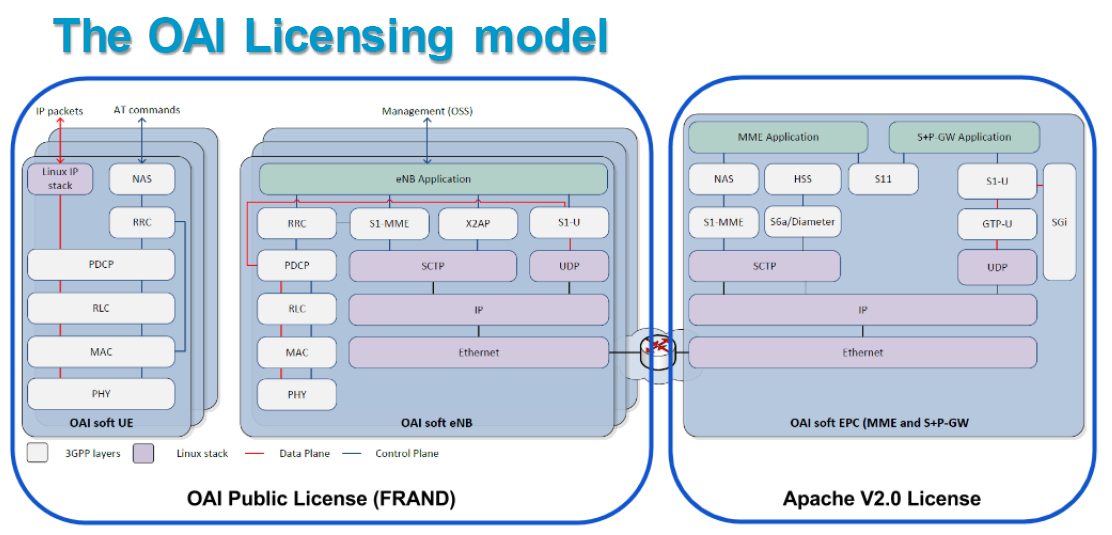 The OAI Licensing model
IP packets
AT commands
Linux IP
stack
NAS
RRC
PDCP
RLC
MAC
PHY
OAI soft UE
Management (OSS)
eNB Application
RRC
S1-MME
X2AP
S1-U
PDCP
SCTP
UDP
RLC
IP
MAC
Ethernet
PHY
OAI soft eNB
3GPP layers
Linux stack
Data Plane
Control Plane
OAI Public License (FRAND)
MME Application
S+P-GW Application
NAS
HSS
S11
S1-U
S1-MME
S6a/Diameter
GTP-U
SGi
SCTP
UDP
IP
Ethernet
OAI soft EPC (MME and S+P-GW
Apache V2.0 License